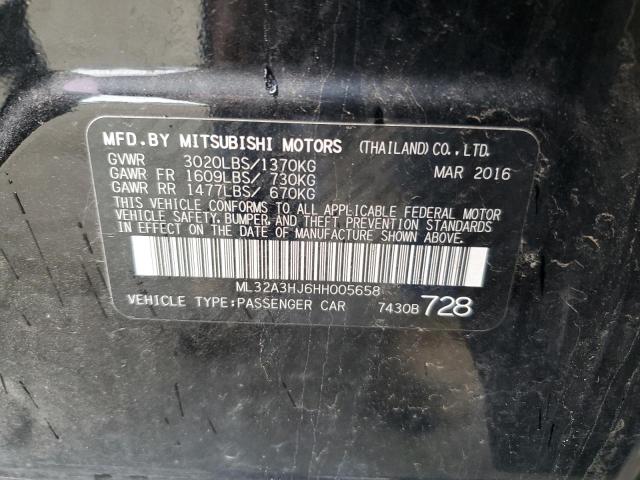 MFD.BY MITSUBISHI MOTORS (THAILAND)CO.,LTD.
GVWR 3020LBS/1370KG MAR 2016
GAWR FR 1609LBS/ 730KG
GAWR RR 1477LBS/ 670KG
THIS VEHICLE CONFORMS TO ALL APPLICABLE FEDERAL MOTOR
VEHICLE SAFETY,BUMPER,AND THEFT PREVENTION STANDARDS
IN EFFECT ON THE DATE OF MANUFACTURE SHOWN ABOVE.
ML32A3HJ6HH005658
VEHICLE TYPE:PASSENGER CAR 7430B 728